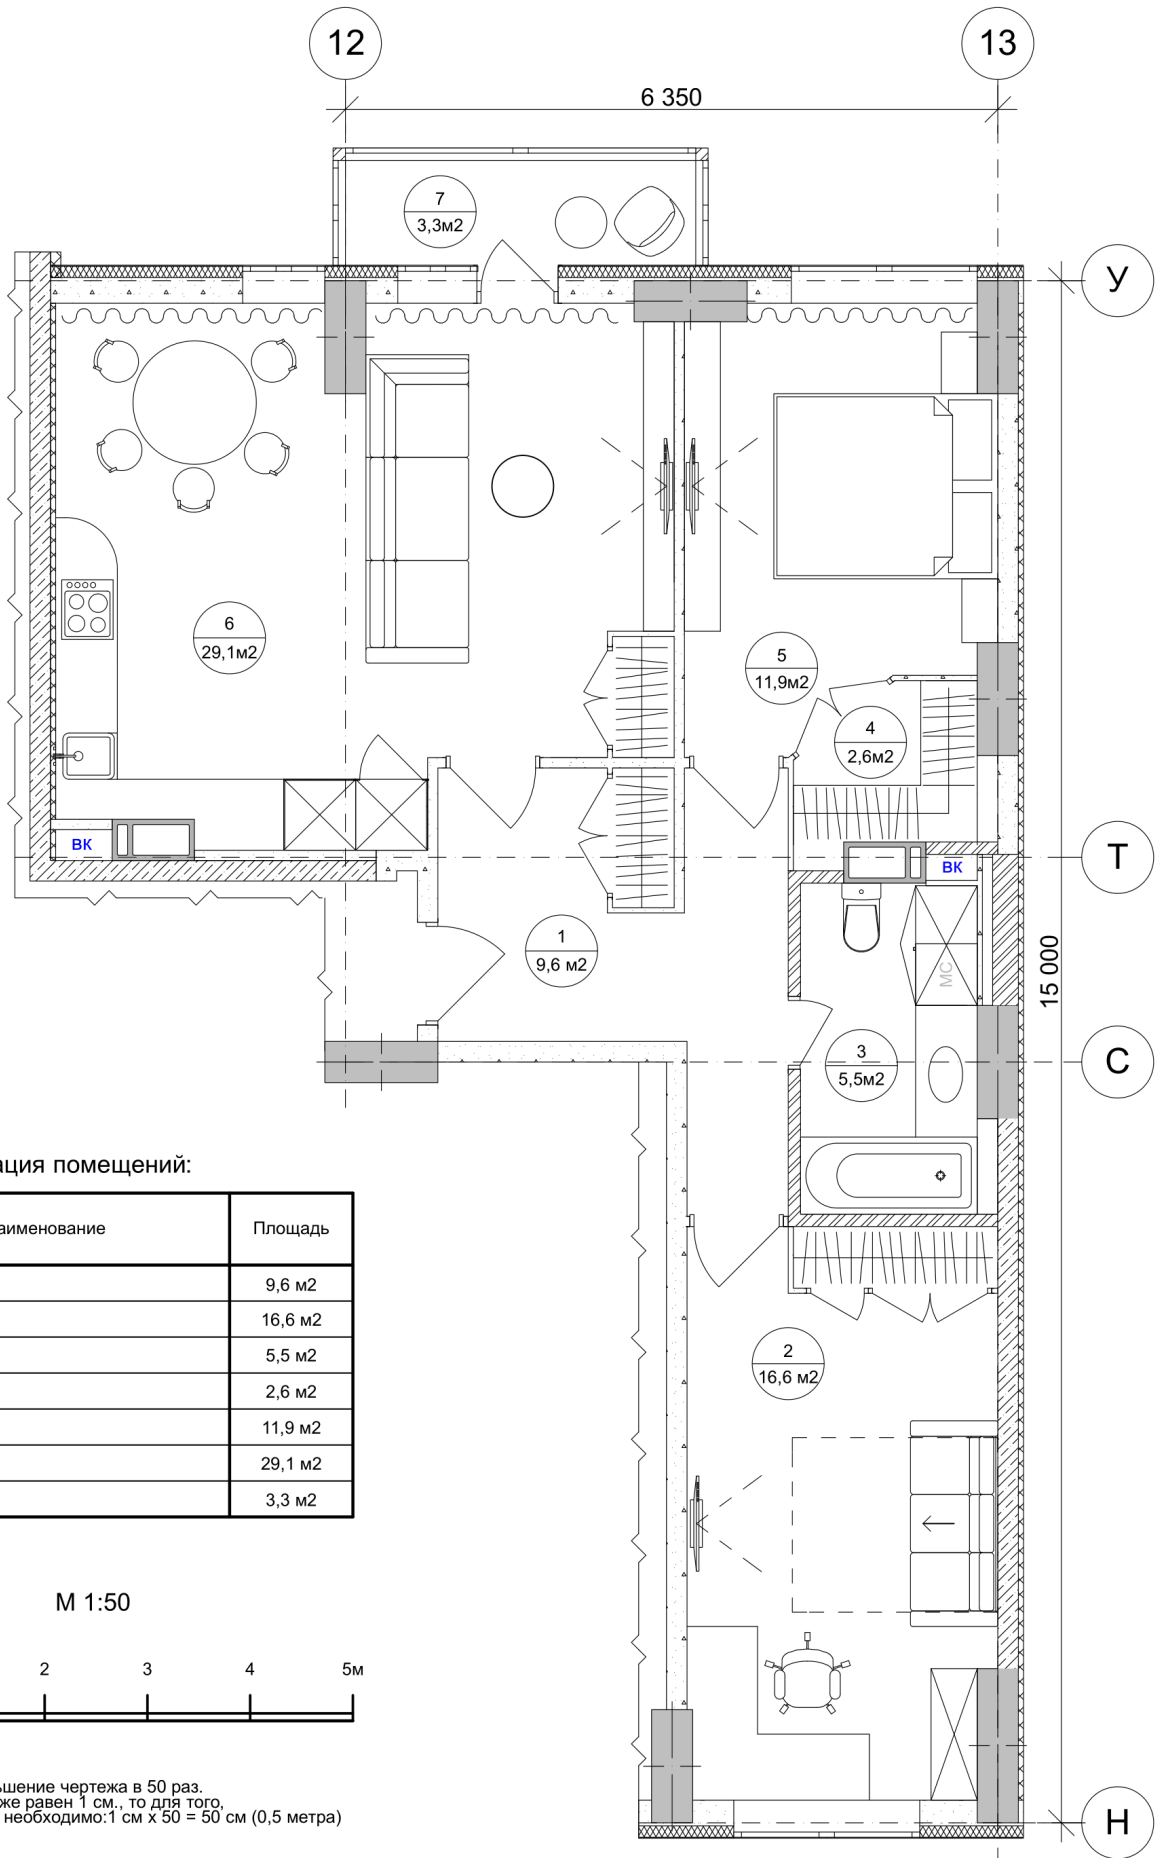 12
13
6 350
7
3,3м2
У
6
29,1м2
5
11,9м2
4
2,6м2
ВК
ВК
Т
1
9,6 м2
МС
15 000
3
5,5м2
С
ация помещений:
аименование
Площадь
9,6 м2
16,6 м2
5,5 м2
2,6 м2
11,9 м2
29,1 м2
3,3 м2
2
16,6 м2
М 1:50
2 3 4 5м
ьшение чертежа в 50 раз.
же равен 1 см., то для того,
необходимо:1 см х 50 = 50 см (0,5 метра)
Н